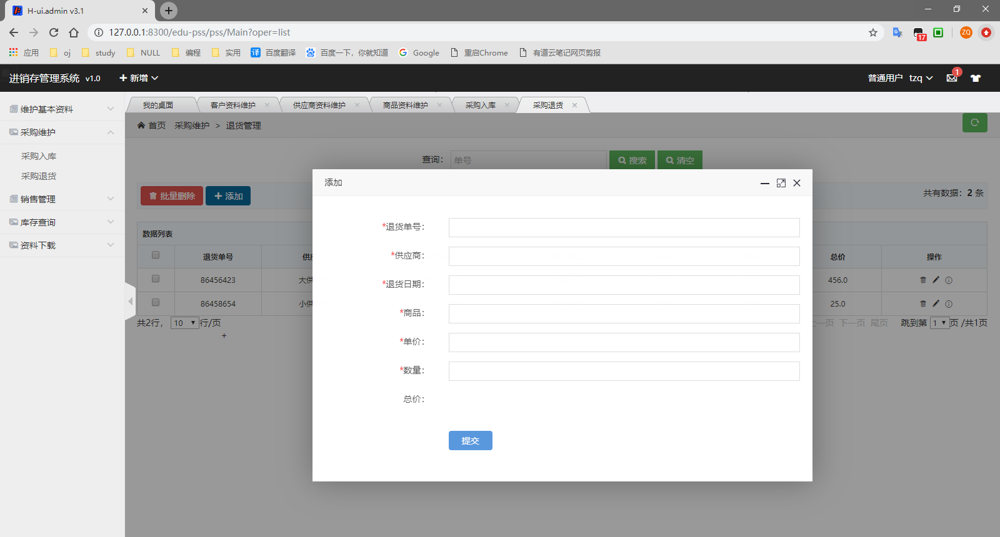 H-ui.admin v3.1
127.0.0.1:8300/edu-pss/pss/Main?oper=list
17
ZQ
应用 oj study NULL 编程 实用 译 百度翻译 百度一下，你就知道 Google 重启Chrome 有道云笔记网页剪报
进销存管理系统 v1.0 新增 普通用户 tzq 1
我的桌面 客户资料维护 供应商资料维护 商品资料维护 采购入库 采购退货
维护基本资料
采购维护
采购入库
采购退货
销售管理
库存查询
资料下载
首页 采购维护 > 退货管理
查询： 单号 搜索 清空
批量删除 添加 共有数据：2 条
数据列表
退货单号 供 总价 操作
86456423 大供 456.0
86458654 小供 25.0
共2行， 10 行/页 一页 下一页 尾页 跳到第 1 页 /共1页
+
添加
*退货单号：
*供应商：
*退货日期：
*商品：
*单价：
*数量：
总价：
提交